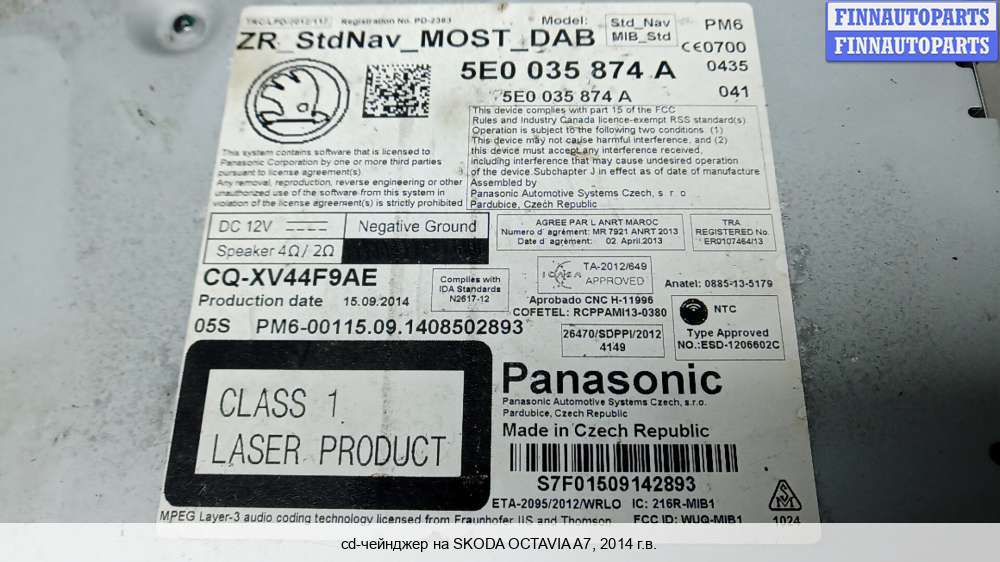 FINNAUTOPARTS
FINNAUTOPARTS
TRC/LPD/2012/117 Registration No. PD-2383
Model: Std_Nav MIB_Std PM6
ZR_StdNav_MOST_DAB
CE0700
5E0 035 874 A 0435
5E0 035 874 A 041
This device complies with part 15 of the FCC
Rules and Industry Canada licence-exempt RSS standard(s)
Operation is subject to the following two conditions. (1)
This device may not cause harmful interference, and (2)
this device must accept any interference received,
including interference that may cause undesired operation
of the device.Subchapter J in effect as of date of manufacture
Assembled by
Panasonic Automotive Systems Czech, s r o
Pardubice, Czech Republic
This system contains software that is licensed to
Panasonic Corporation by one or more third parties
pursuant to license agreement(s)
Any removal, reproduction, reverse engineering or other
unauthorized use of the software from this system in
violation of the license agreement(s) is strictly prohibited
DC 12V Negative Ground
Speaker 4Ω/ 2Ω
AGREE PAR L ANRT MAROC
Numero d´agrément: MR 7921 ANRT 2013
Date d´agrément: 02. April.2013
TRA
REGISTERED No.
ER0107464/13
CQ-XV44F9AE
Production date 15.09.2014
Complies with
IDA Standards
N2617-12
TA-2012/649
APPROVED
Anatel: 0885-13-5179
Aprobado CNC H-11996
COFETEL: RCPPAMI13-0380
NTC
Type Approved
NO.:ESD-1206602C
05S PM6-00115.09.1408502893
26470/SDPPI/2012
4149
CLASS 1
LASER PRODUCT
Panasonic
Panasonic Automotive Systems Czech, s.r.o.
Pardubice, Czech Republic
Made in Czech Republic
S7F01509142893
ETA-2095/2012/WRLO IC: 216R-MIB1
MPEG Layer-3 audio coding technology licensed from Fraunhofer IIS and Thomson
FCC ID: WUQ-MIB1 1024
cd-чейнджер на SKODA OCTAVIA A7, 2014 г.в.